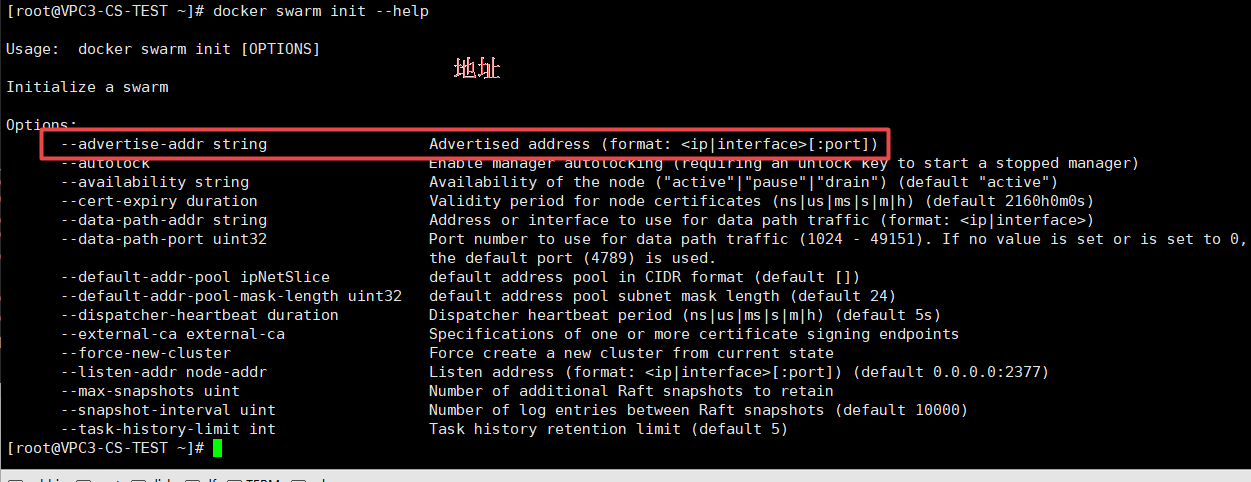 [root@VPC3-CS-TEST ~]# docker swarm init --help
Usage:  docker swarm init [OPTIONS]
地址
Initialize a swarm
Options:
--advertise-addr string                  Advertised address (format: <ip|interface>[:port])
--autolock                               Enable manager autolocking (requiring an unlock key to start a stopped manager)
--availability string                    Availability of the node ("active"|"pause"|"drain") (default "active")
--cert-expiry duration                   Validity period for node certificates (ns|us|ms|s|m|h) (default 2160h0m0s)
--data-path-addr string                  Address or interface to use for data path traffic (format: <ip|interface>)
--data-path-port uint32                  Port number to use for data path traffic (1024 - 49151). If no value is set or is set to 0,
the default port (4789) is used.
--default-addr-pool ipNetSlice           default address pool in CIDR format (default [])
--default-addr-pool-mask-length uint32   default address pool subnet mask length (default 24)
--dispatcher-heartbeat duration          Dispatcher heartbeat period (ns|us|ms|s|m|h) (default 5s)
--external-ca external-ca                Specifications of one or more certificate signing endpoints
--force-new-cluster                      Force create a new cluster from current state
--listen-addr node-addr                  Listen address (format: <ip|interface>[:port]) (default 0.0.0.0:2377)
--max-snapshots uint                     Number of additional Raft snapshots to retain
--snapshot-interval uint                 Number of log entries between Raft snapshots (default 10000)
--task-history-limit int                 Task history retention limit (default 5)
[root@VPC3-CS-TEST ~]#